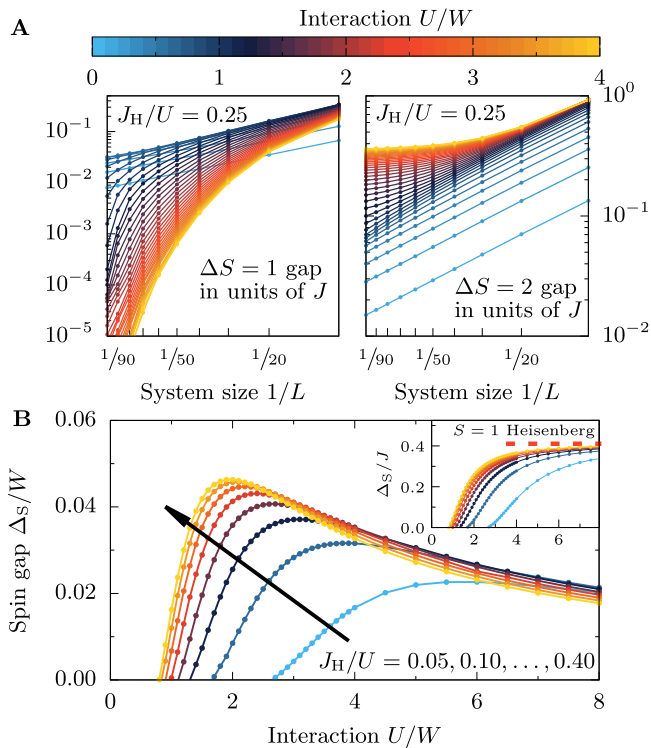 Interaction U/W
A
0 1 2 3 4
J_H/U = 0.25
J_H/U = 0.25
10^−1
10^−2
10^−3
10^−4
10^−5
10^0
10^−1
10^−2
ΔS = 1 gap
in units of J
ΔS = 2 gap
in units of J
1/90 1/50 1/20
1/90 1/50 1/20
System size 1/L
System size 1/L
B
0.06
0.04
0.02
0.00
Spin gap Δ_S/W
S = 1 Heisenberg
Δ_S/J
0.4
0.2
0.0
0 2 4 6 8
J_H/U = 0.05, 0.10, . . . , 0.40
0 2 4 6 8
Interaction U/W